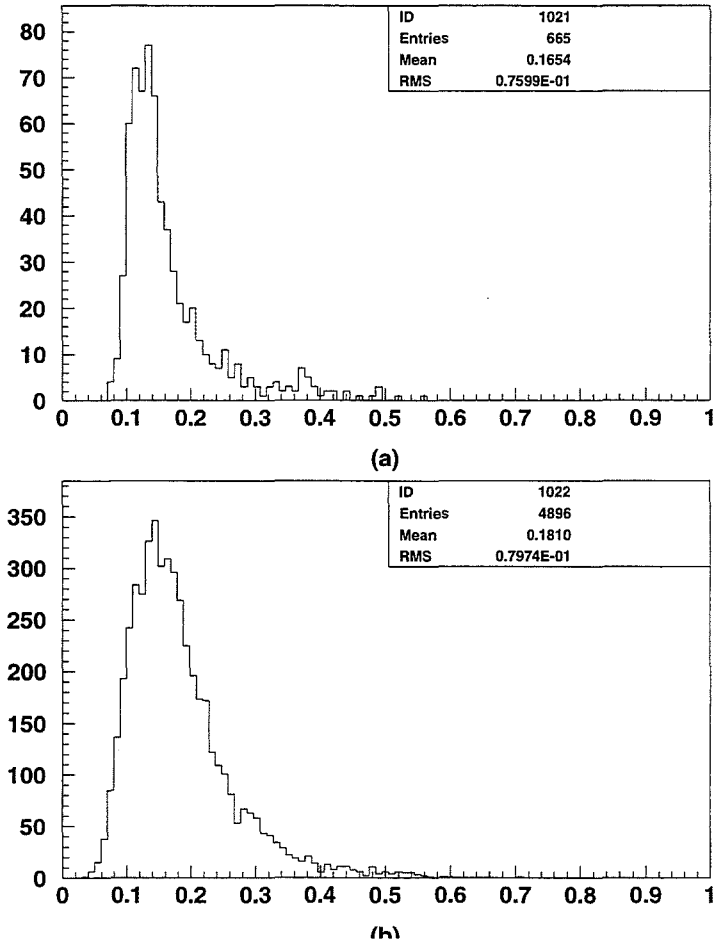 ID 1021
Entries 665
Mean 0.1654
RMS 0.7599E-01
80
70
60
50
40
30
20
10
0
0 0.1 0.2 0.3 0.4 0.5 0.6 0.7 0.8 0.9 1
(a)
ID 1022
Entries 4896
Mean 0.1810
RMS 0.7974E-01
350
300
250
200
150
100
50
0
0 0.1 0.2 0.3 0.4 0.5 0.6 0.7 0.8 0.9 1
(b)